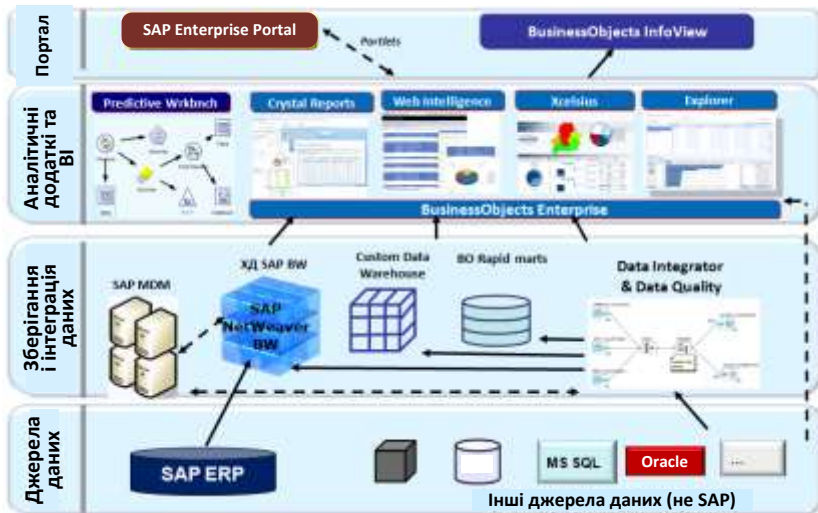 Портал
SAP Enterprise Portal
Portlets
BusinessObjects InfoView
Аналітичні
додаткі та
BI
Predictive Wrkbnch
Crystal Reports
Web Intelligence
Xcelsius
Explorer
BusinessObjects Enterprise
Зберігання
і інтеграція
даних
SAP MDM
ХД SAP BW
SAP
NetWeaver
BW
Custom Data
Warehouse
BO Rapid marts
Data Integrator
& Data Quality
Джерела
даних
SAP ERP
MS SQL
Oracle
...
Інші джерела даних (не SAP)